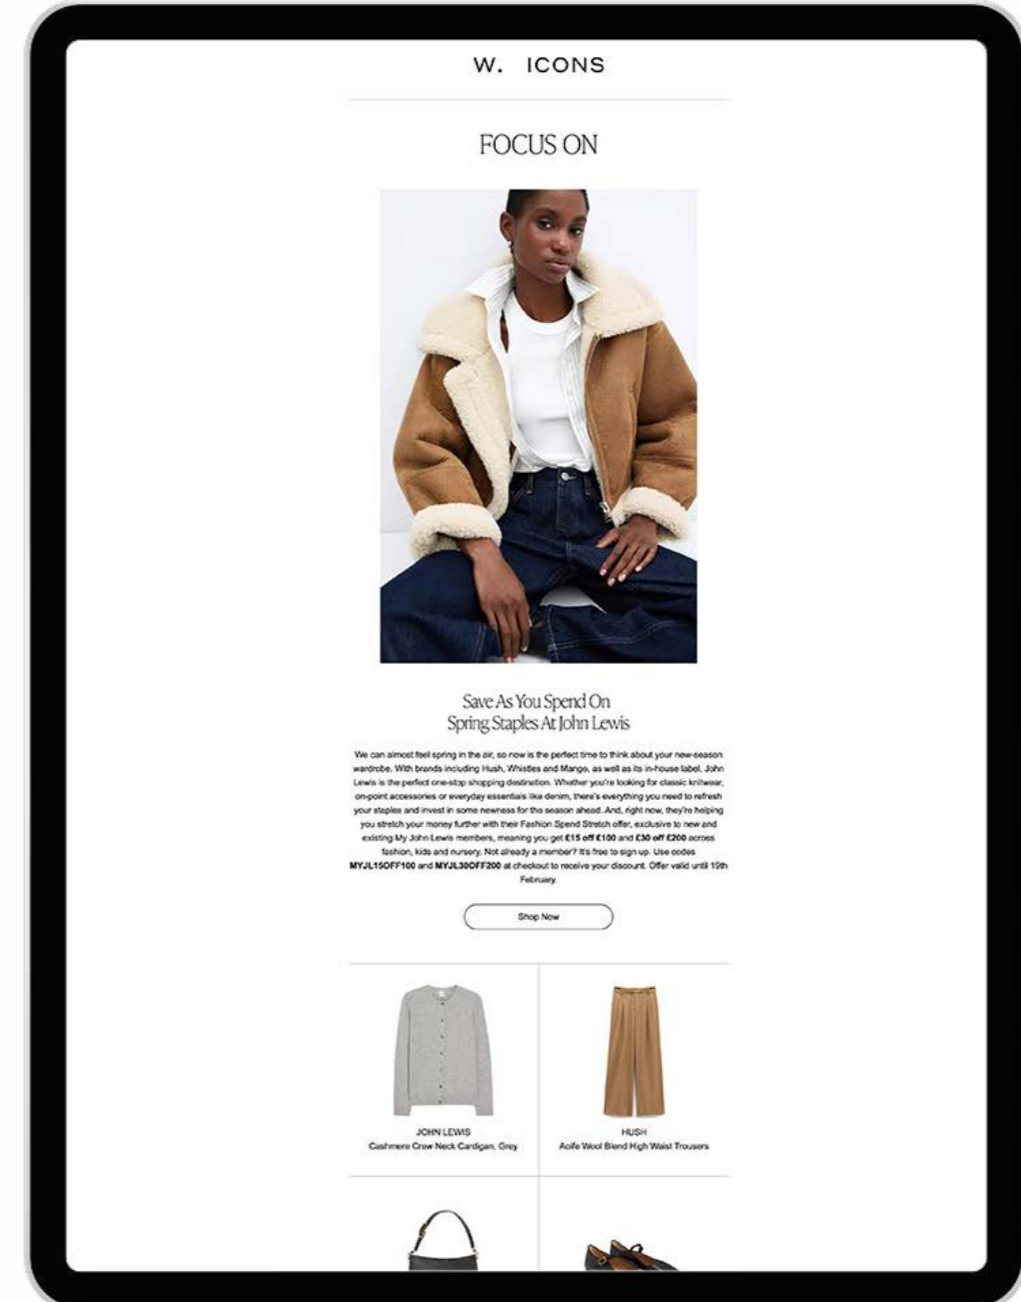 W. ICONS
FOCUS ON
Save As You Spend On
Spring Staples At John Lewis
We can almost feel spring in the air, so now is the perfect time to think about your new-season
wardrobe. With brands including Hush, Whistles and Mango, as well as its in-house label, John
Lewis is the perfect one-stop shopping destination. Whether you're looking for classic knitwear,
on-point accessories or everyday essentials like denim, there's everything you need to refresh
your staples and invest in some newness for the season ahead. And, right now, they're helping
you stretch your money further with their Fashion Spend Stretch offer, exclusive to new and
existing My John Lewis members, meaning you get £15 off £100 and £30 off £200 across
fashion, kids and nursery. Not already a member? It's free to sign up. Use codes
MYJL15OFF100 and MYJL30OFF200 at checkout to receive your discount. Offer valid until 19th
February.
Shop Now
JOHN LEWIS
Cashmere Crew Neck Cardigan, Grey
HUSH
Aoife Wool Blend High Waist Trousers